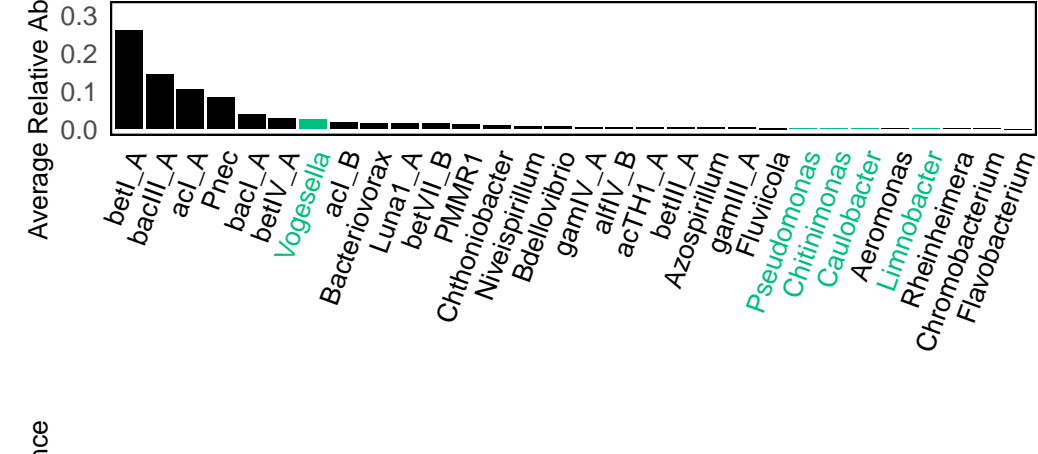 Average Relative Ab
0.3
0.2
0.1
0.0
betI_A
bacIII_A
acI_A
Pnec
bacI_A
betIV_A
Vogesella
acI_B
Bacteriovorax
Luna1_A
betVII_B
PMMR1
Chthoniobacter
Niveispirillum
Bdellovibrio
gamIV_A
alfIV_B
acTH1_A
betIII_A
Azospirillum
gamIII_A
Fluviicola
Pseudomonas
Chitinimonas
Caulobacter
Aeromonas
Limnobacter
Rheinheimera
Chromobacterium
Flavobacterium
nce